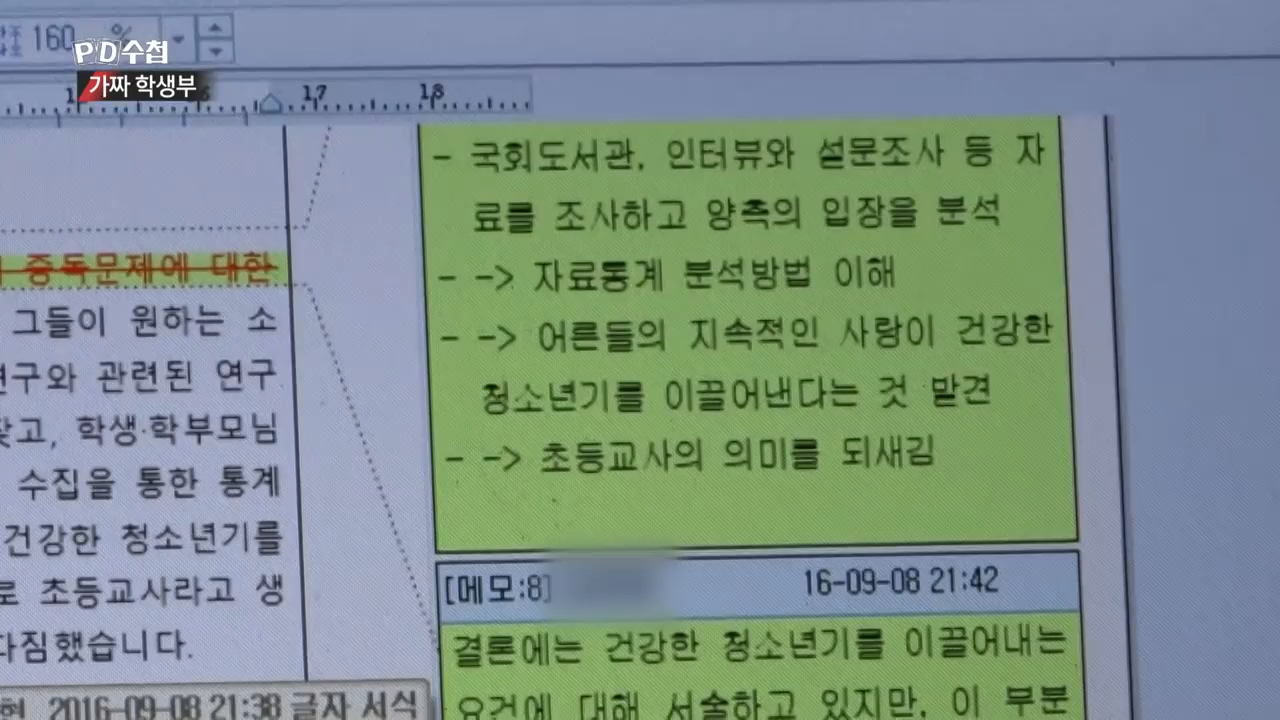 160 %
PD수첩
가짜 학생부
17 18
- 국회도서관, 인터뷰와 설문조사 등 자
료를 조사하고 양측의 입장을 분석
- -> 자료통계 분석방법 이해
- -> 어른들의 지속적인 사랑이 건강한
청소년기를 이끌어낸다는 것 발견
- -> 초등교사의 의미를 되새김
중독문제에 대한
그들이 원하는 소
연구와 관련된 연구
찾고, 학생·학부모님
수집을 통한 통계
건강한 청소년기를
로 초등교사라고 생
다짐했습니다.
[메모:8] 16-09-08 21:42
결론에는 건강한 청소년기를 이끌어내는
요건에 대해 서술하고 있지만, 이 부분
2016-09-08 21:38 글자 서식